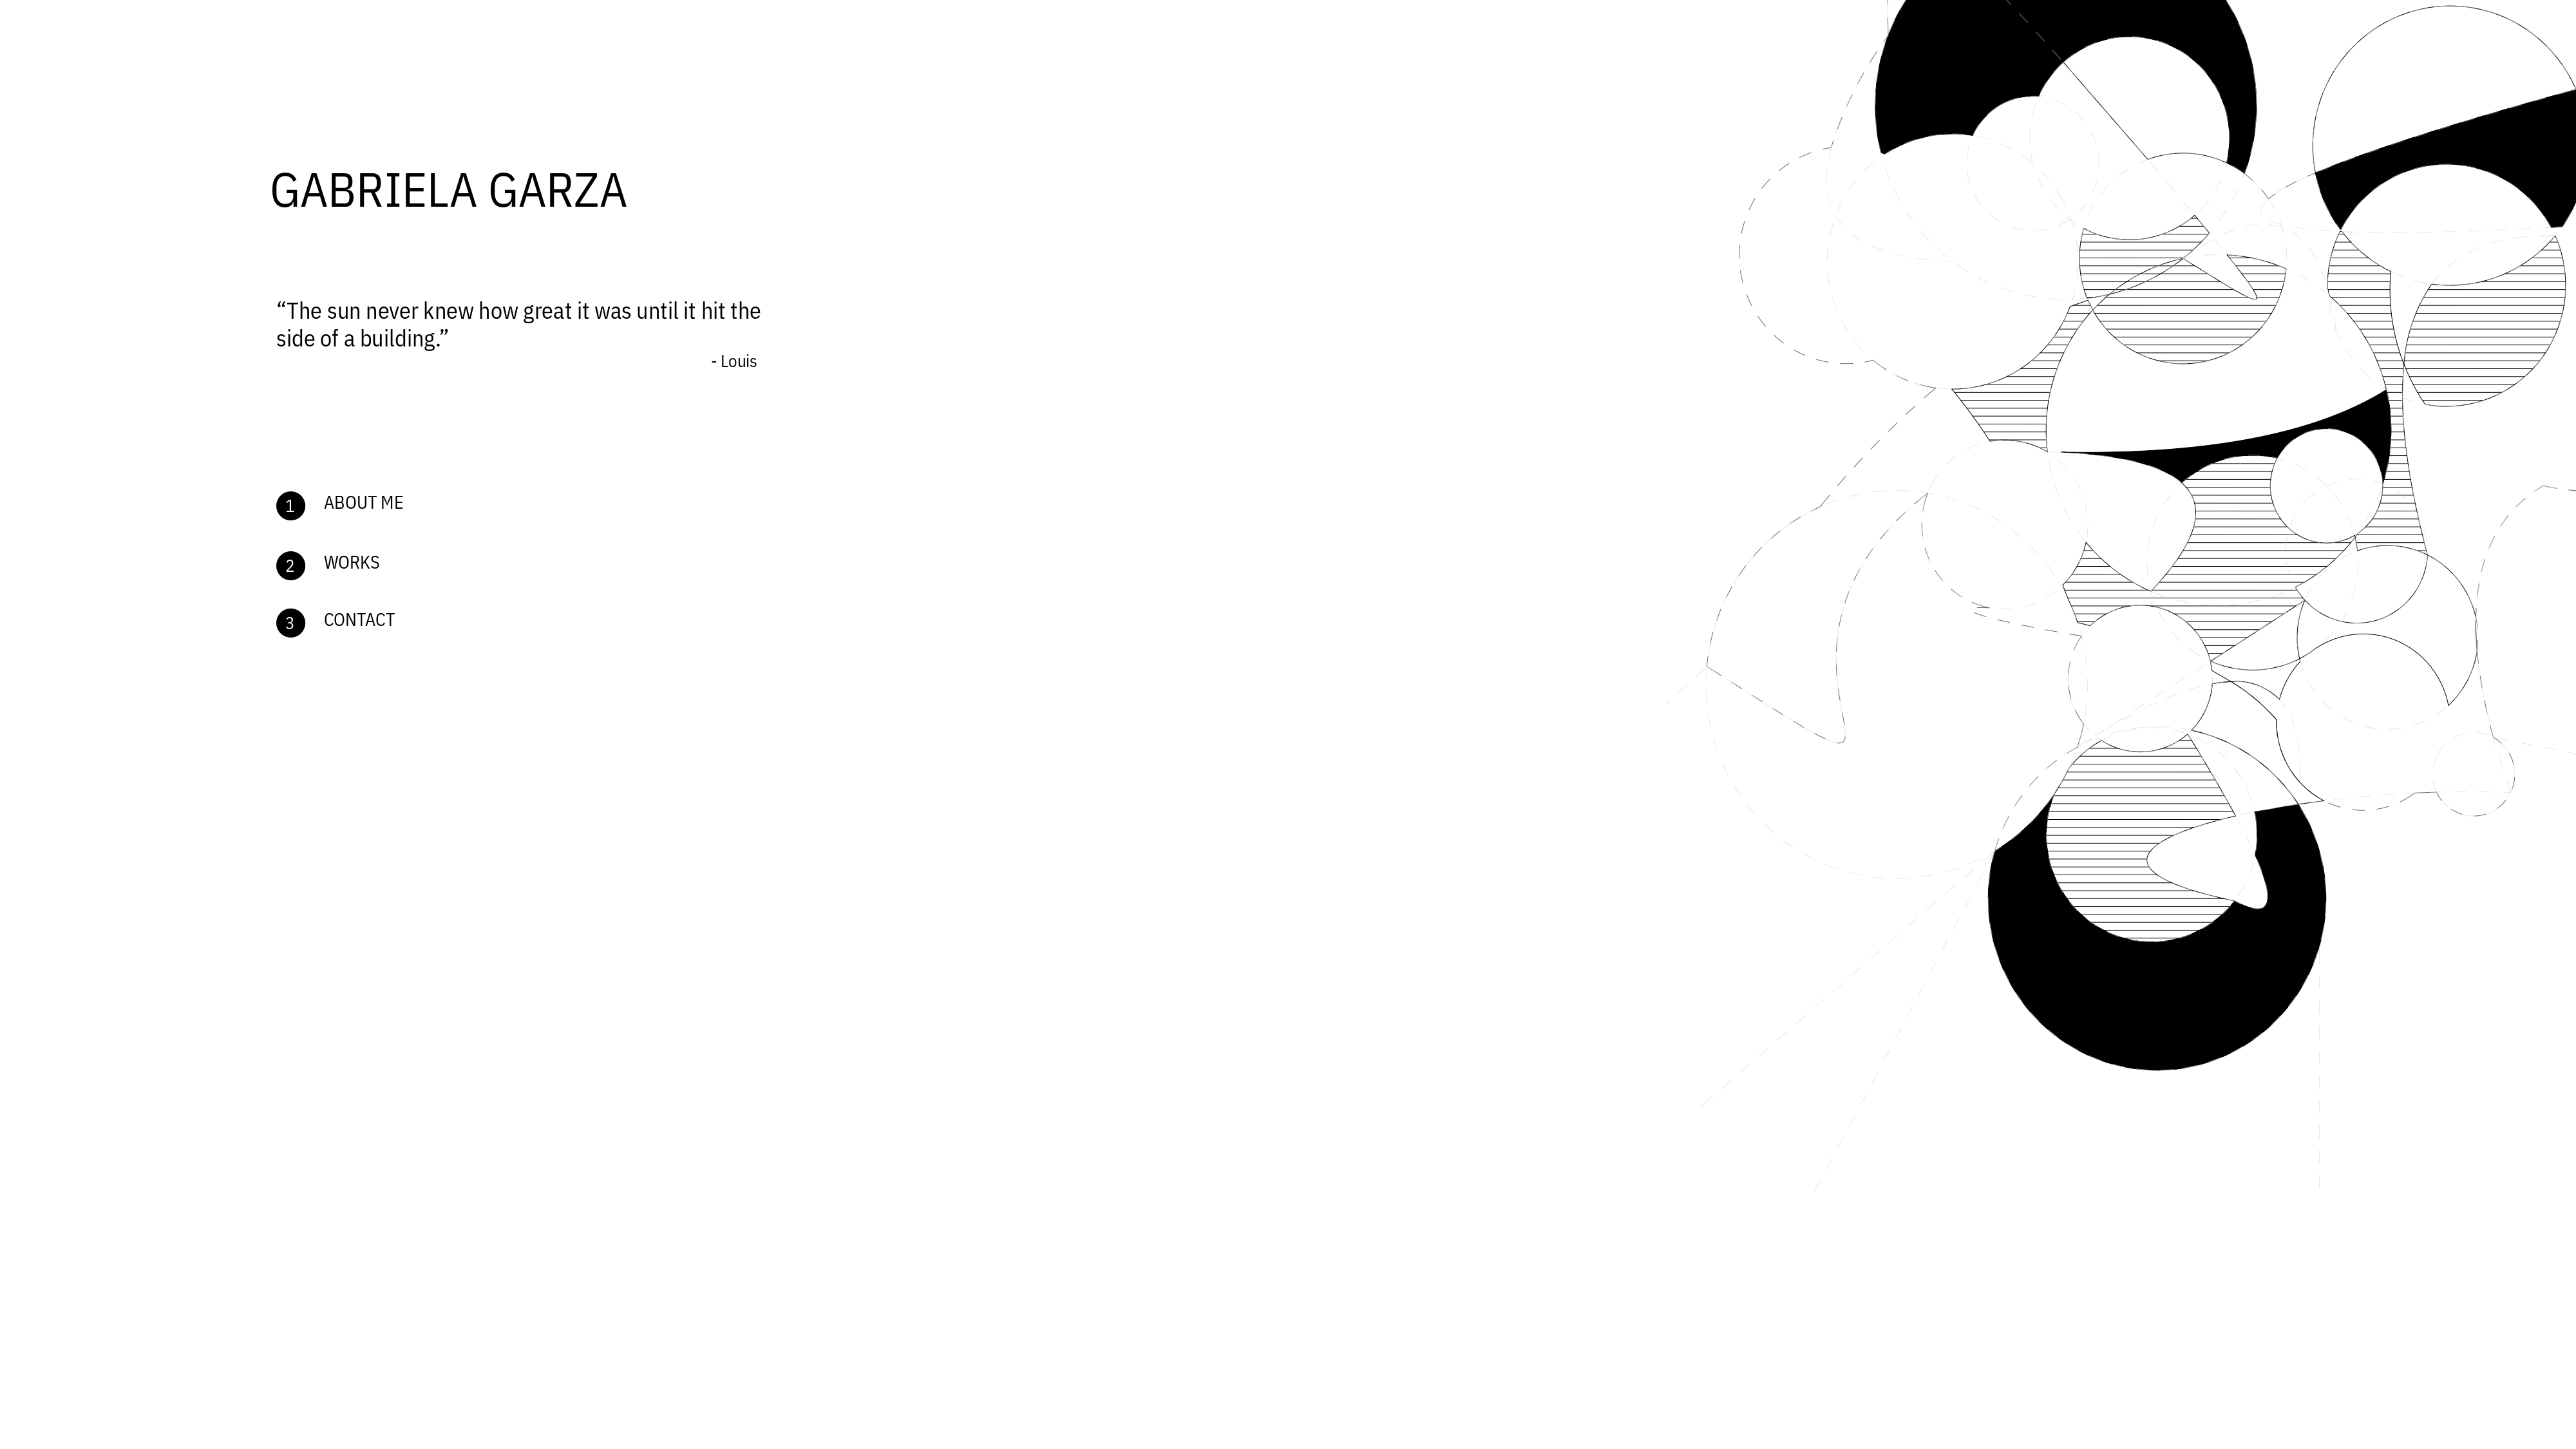 GABRIELA GARZA
“The sun never knew how great it was until it hit the
side of a building.”
- Louis
1 ABOUT ME
2 WORKS
3 CONTACT